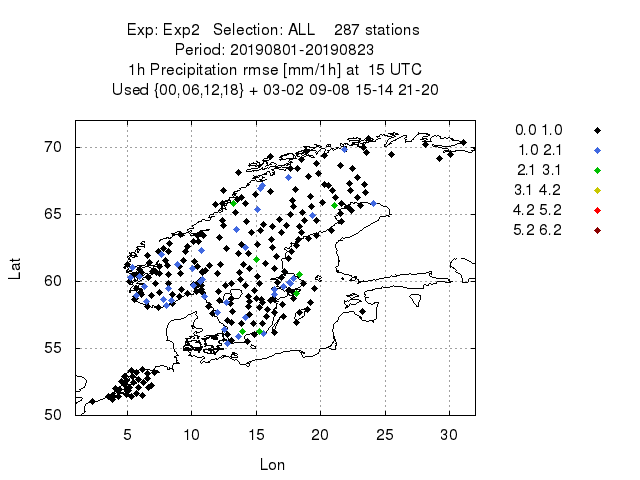 Exp: Exp2 Selection: ALL 287 stations
Period: 20190801-20190823
1h Precipitation rmse [mm/1h] at 15 UTC
Used {00,06,12,18} + 03-02 09-08 15-14 21-20
0.0 1.0
1.0 2.1
2.1 3.1
3.1 4.2
4.2 5.2
5.2 6.2
70
65
60
55
50
Lat
5 10 15 20 25 30
Lon